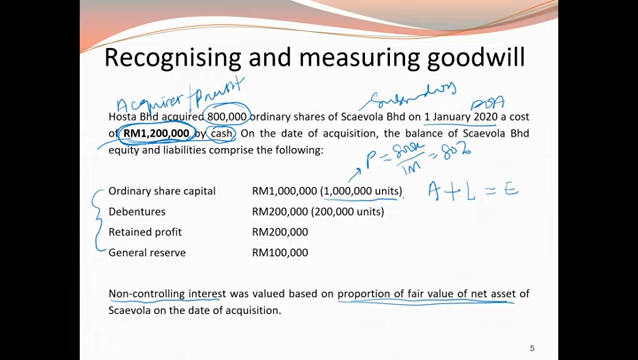 Recognising and measuring goodwill
Acquirer/Parent
Subsidiary
DOA
Hosta Bhd acquired 800,000 ordinary shares of Scaevola Bhd on 1 January 2020 a cost
of RM1,200,000 by cash. On the date of acquisition, the balance of Scaevola Bhd
equity and liabilities comprise the following:
P = 800k/1M = 80%
Ordinary share capital RM1,000,000 (1,000,000 units)
A + L = E
Debentures RM200,000 (200,000 units)
Retained profit RM200,000
General reserve RM100,000
Non-controlling interest was valued based on proportion of fair value of net asset of
Scaevola on the date of acquisition.
5